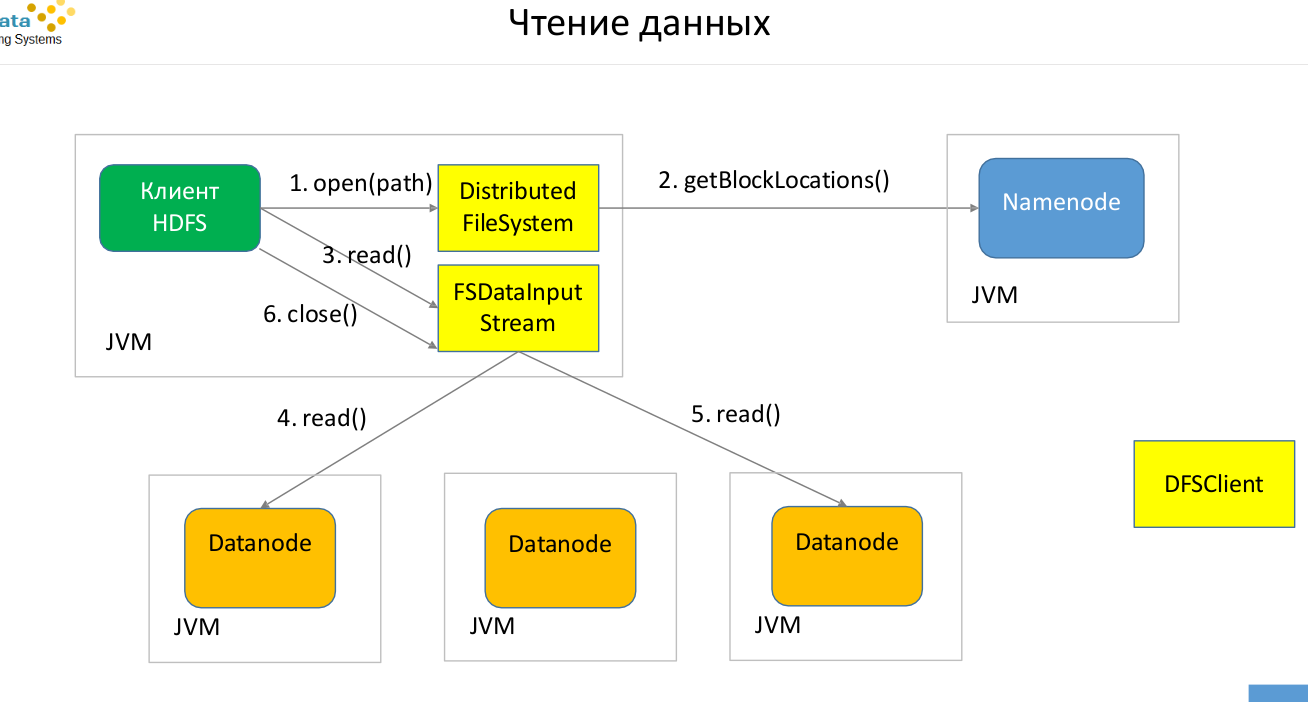 ata
ng Systems
Чтение данных
Клиент
HDFS
1. open(path)
Distributed
FileSystem
2. getBlockLocations()
Namenode
3. read()
FSDataInput
Stream
6. close()
JVM
JVM
4. read()
5. read()
DFSClient
Datanode
JVM
Datanode
JVM
Datanode
JVM